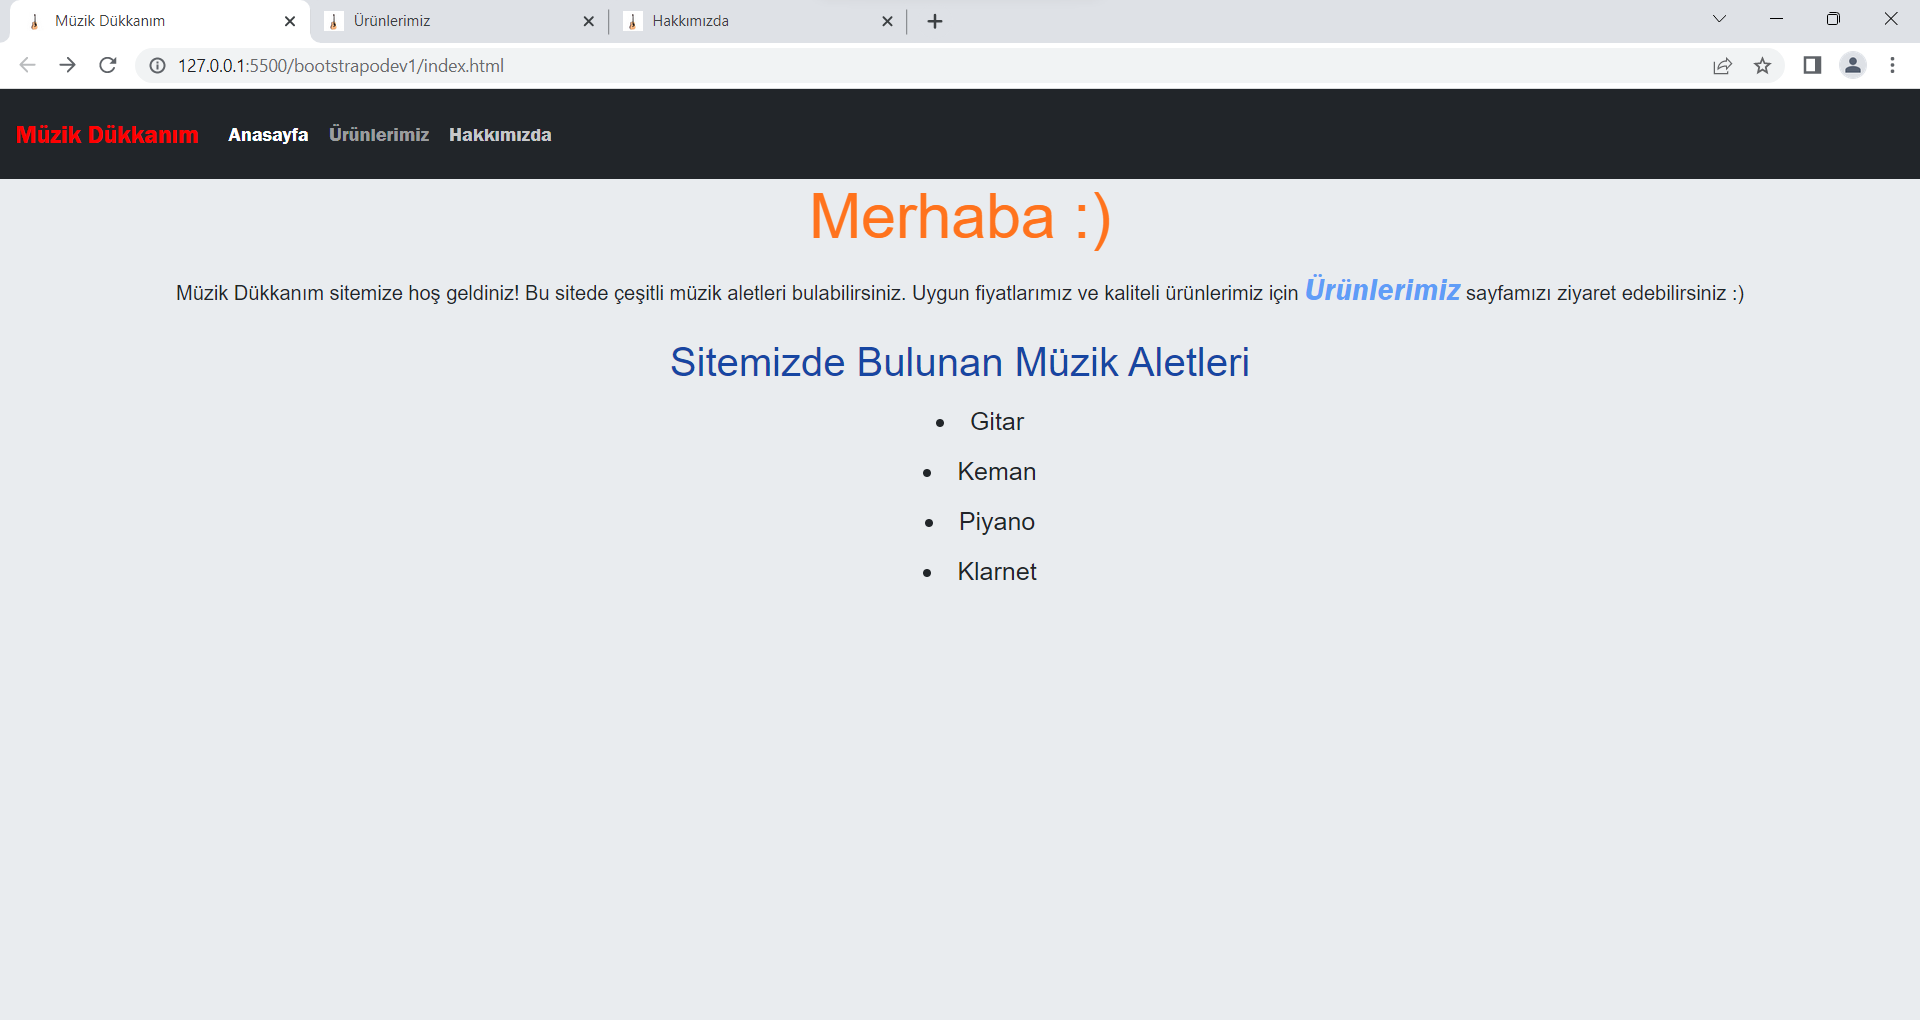 Müzik Dükkanım
Ürünlerimiz
Hakkımızda
127.0.0.1:5500/bootstrapodev1/index.html
Müzik Dükkanım Anasayfa Ürünlerimiz Hakkımızda
Merhaba :)
Müzik Dükkanım sitemize hoş geldiniz! Bu sitede çeşitli müzik aletleri bulabilirsiniz. Uygun fiyatlarımız ve kaliteli ürünlerimiz için Ürünlerimiz sayfamızı ziyaret edebilirsiniz :)
Sitemizde Bulunan Müzik Aletleri
• Gitar
• Keman
• Piyano
• Klarnet